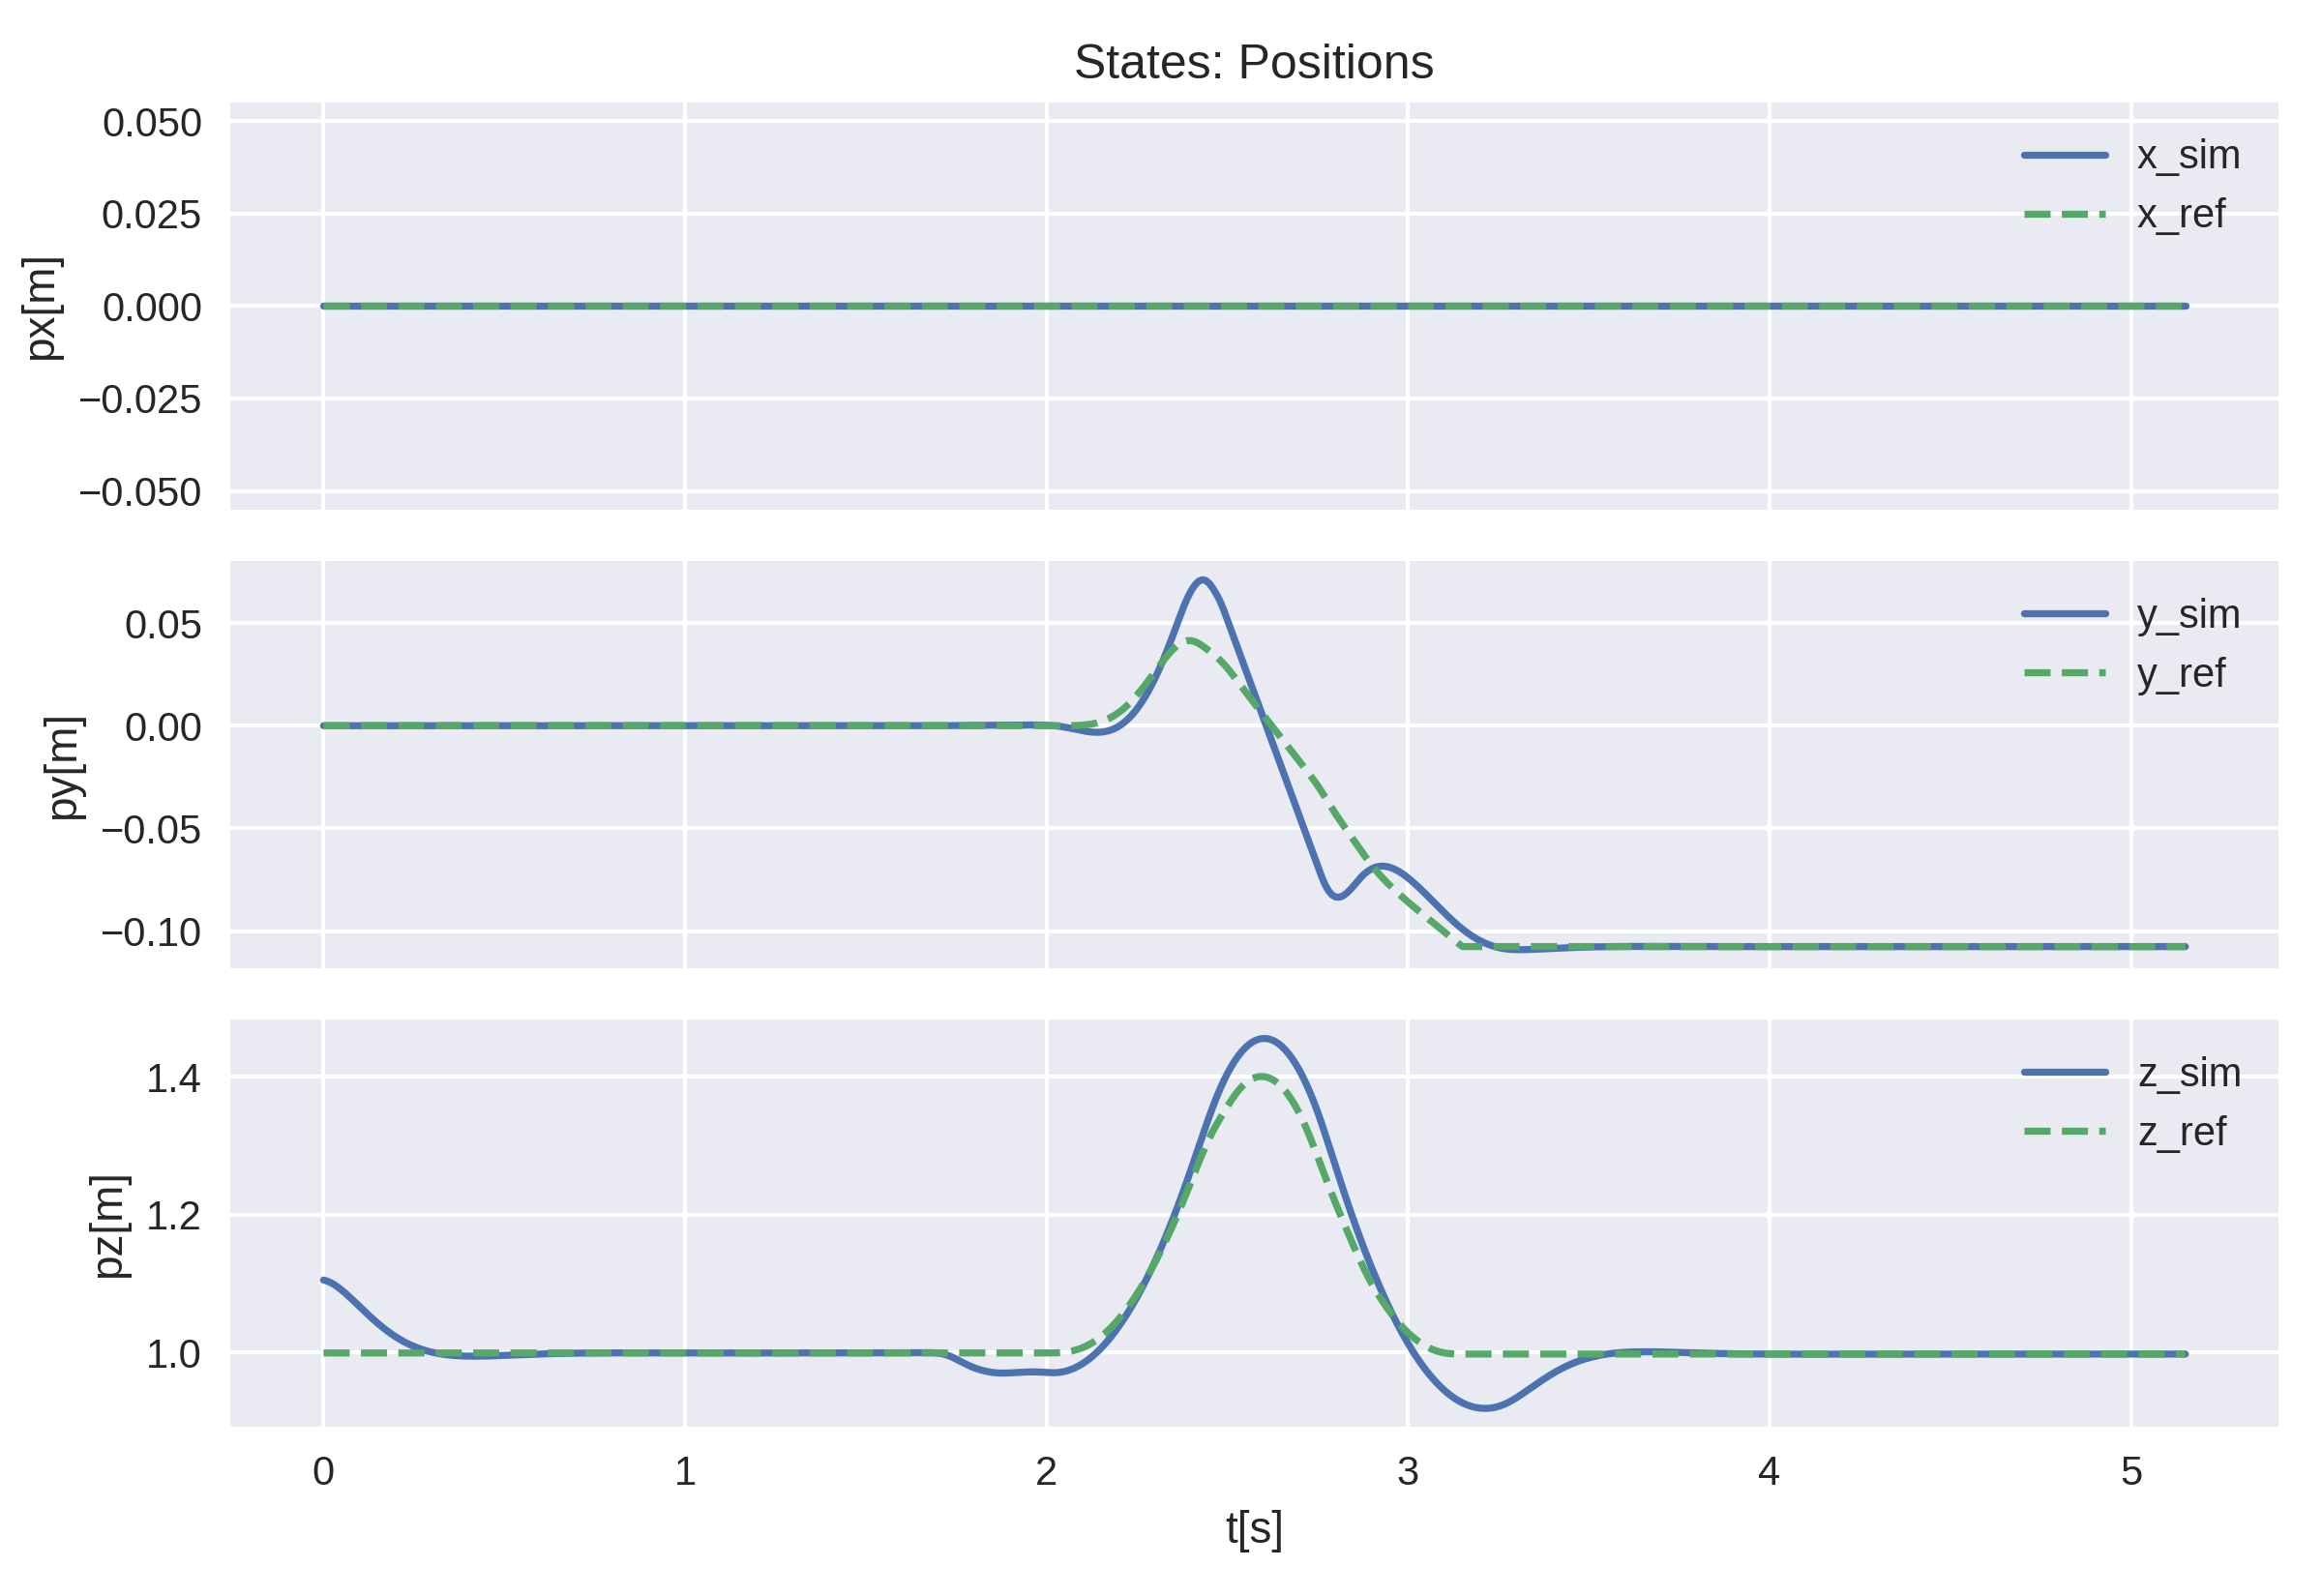 States: Positions
0.050
0.025
0.000
−0.025
−0.050
px[m]
x_sim
x_ref
0.05
0.00
−0.05
−0.10
py[m]
y_sim
y_ref
1.4
1.2
1.0
pz[m]
z_sim
z_ref
0 1 2 3 4 5
t[s]